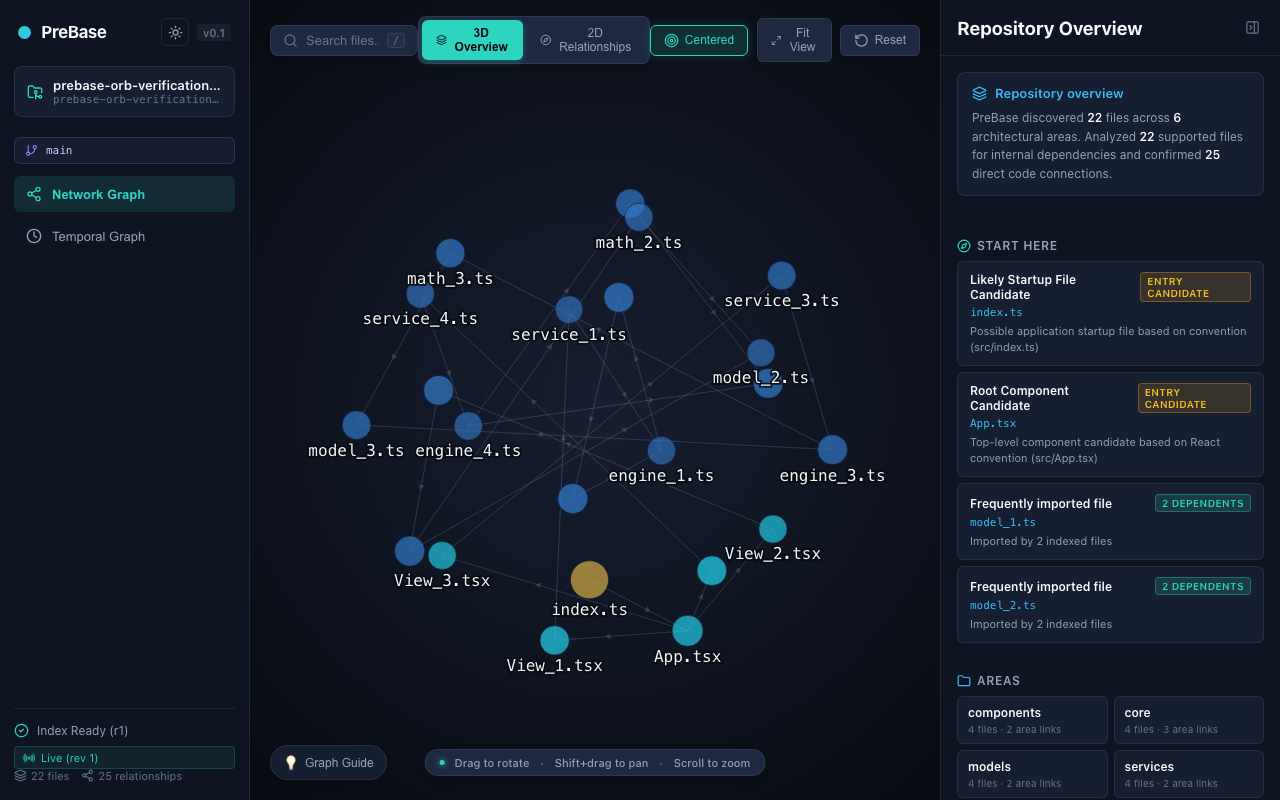 PreBase
v0.1
prebase-orb-verification...
prebase-orb-verification…
main
Network Graph
Temporal Graph
Index Ready (r1)
Live (rev 1)
22 files
25 relationships
Search files.
/
3D
Overview
2D
Relationships
Centered
Fit
View
Reset
math_2.ts
math_3.ts
service_3.ts
service_4.ts
service_1.ts
model_2.ts
model_3.ts
engine_4.ts
engine_1.ts
engine_3.ts
View_2.tsx
View_3.tsx
index.ts
App.tsx
View_1.tsx
Graph Guide
Drag to rotate · Shift+drag to pan · Scroll to zoom
Repository Overview
Repository overview
PreBase discovered 22 files across 6
architectural areas. Analyzed 22 supported files
for internal dependencies and confirmed 25
direct code connections.
START HERE
Likely Startup File
Candidate
ENTRY
CANDIDATE
index.ts
Possible application startup file based on convention
(src/index.ts)
Root Component
Candidate
ENTRY
CANDIDATE
App.tsx
Top-level component candidate based on React
convention (src/App.tsx)
Frequently imported file
2 DEPENDENTS
model_1.ts
Imported by 2 indexed files
Frequently imported file
2 DEPENDENTS
model_2.ts
Imported by 2 indexed files
AREAS
components
4 files · 2 area links
core
4 files · 3 area links
models
4 files · 2 area links
services
4 files · 2 area links